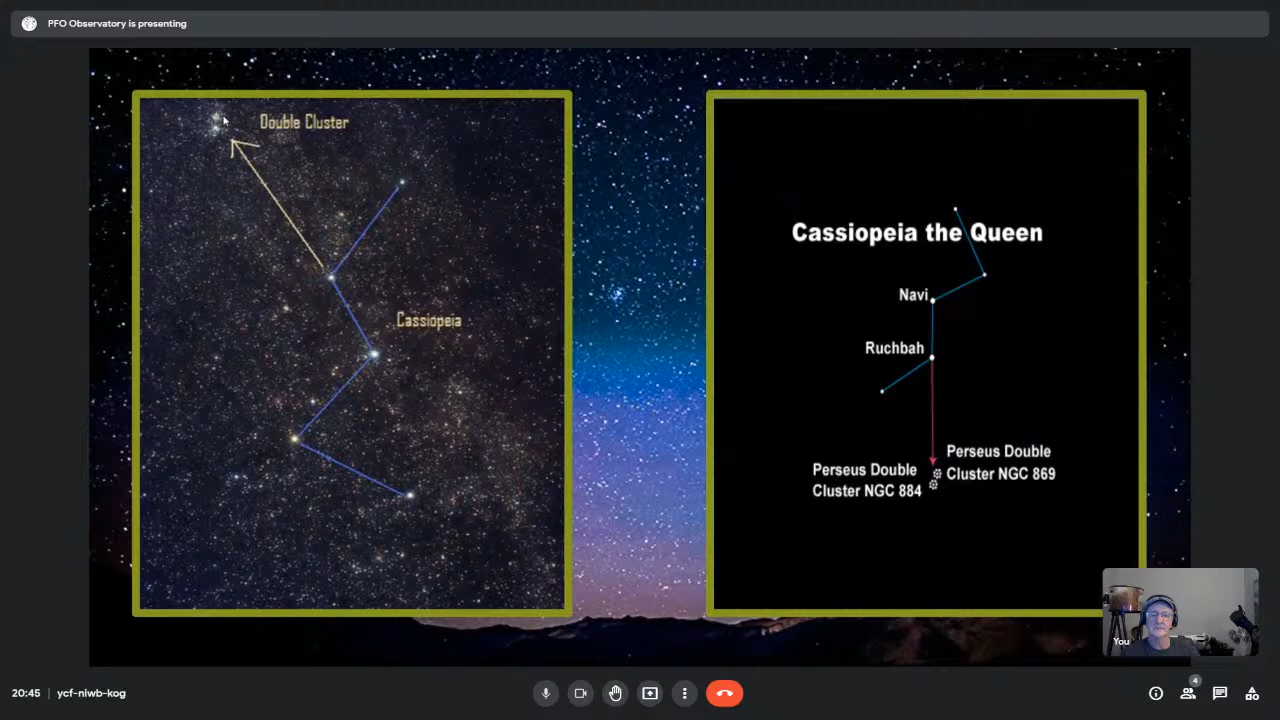 PFO Observatory is presenting
Double Cluster
Cassiopeia
Cassiopeia the Queen
Navi
Ruchbah
Perseus Double
Cluster NGC 869
Perseus Double
Cluster NGC 884
You
20:45 | ycf-niwb-kog
4